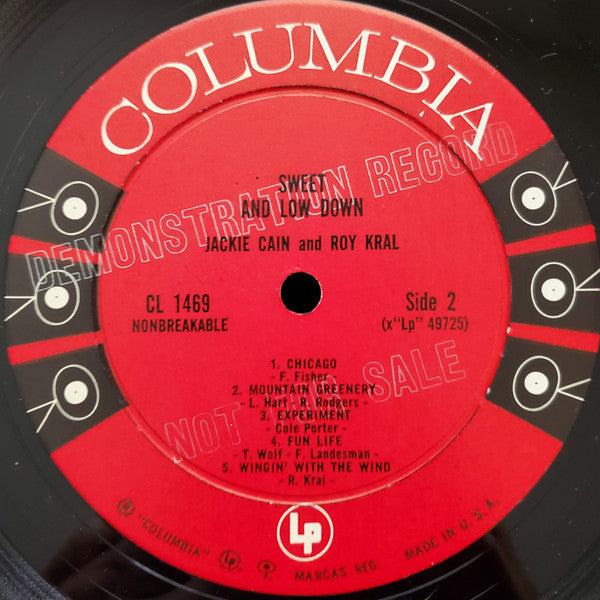 COLUMBIA
DEMONSTRATION RECORD
SWEET
AND LOW DOWN
JACKIE CAIN and ROY KRAL
CL 1469
NONBREAKABLE
Side 2
(x"Lp" 49725)
1. CHICAGO
- F. Fisher -
2. MOUNTAIN GREENERY
- L. Hart - R. Rodgers -
3. EXPERIMENT
- Cole Porter -
4. FUN LIFE
- T. Wolf - F. Landesman -
5. WINGIN' WITH THE WIND
- R. Kral -
NOT FOR SALE
Lp
® "COLUMBIA" Lp MARCAS REG. MADE IN U.S.A.